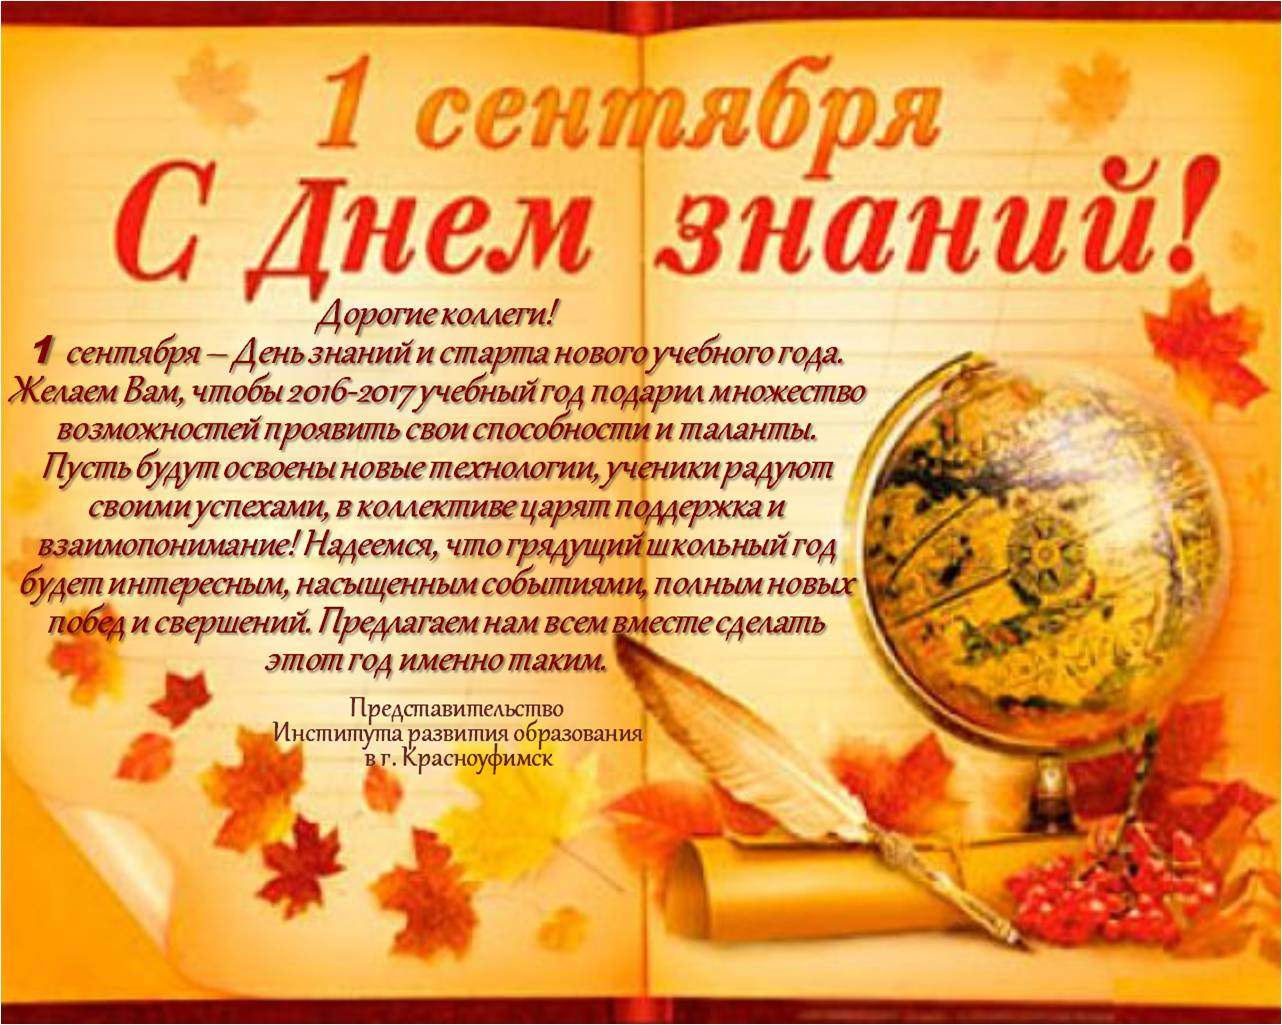 1 сентября
С Днем знаний!
Дорогие коллеги!
1 сентября – День знаний и старта нового учебного года.
Желаем Вам, чтобы 2016-2017 учебный год подарил множество
возможностей проявить свои способности и таланты.
Пусть будут освоены новые технологии, ученики радуют
своими успехами, в коллективе царят поддержка и
взаимопонимание! Надеемся, что грядущий школьный год
будет интересным, насыщенным событиями, полным новых
побед и свершений. Предлагаем нам всем вместе сделать
этот год именно таким.
Представительство
Института развития образования
в г. Красноуфимск